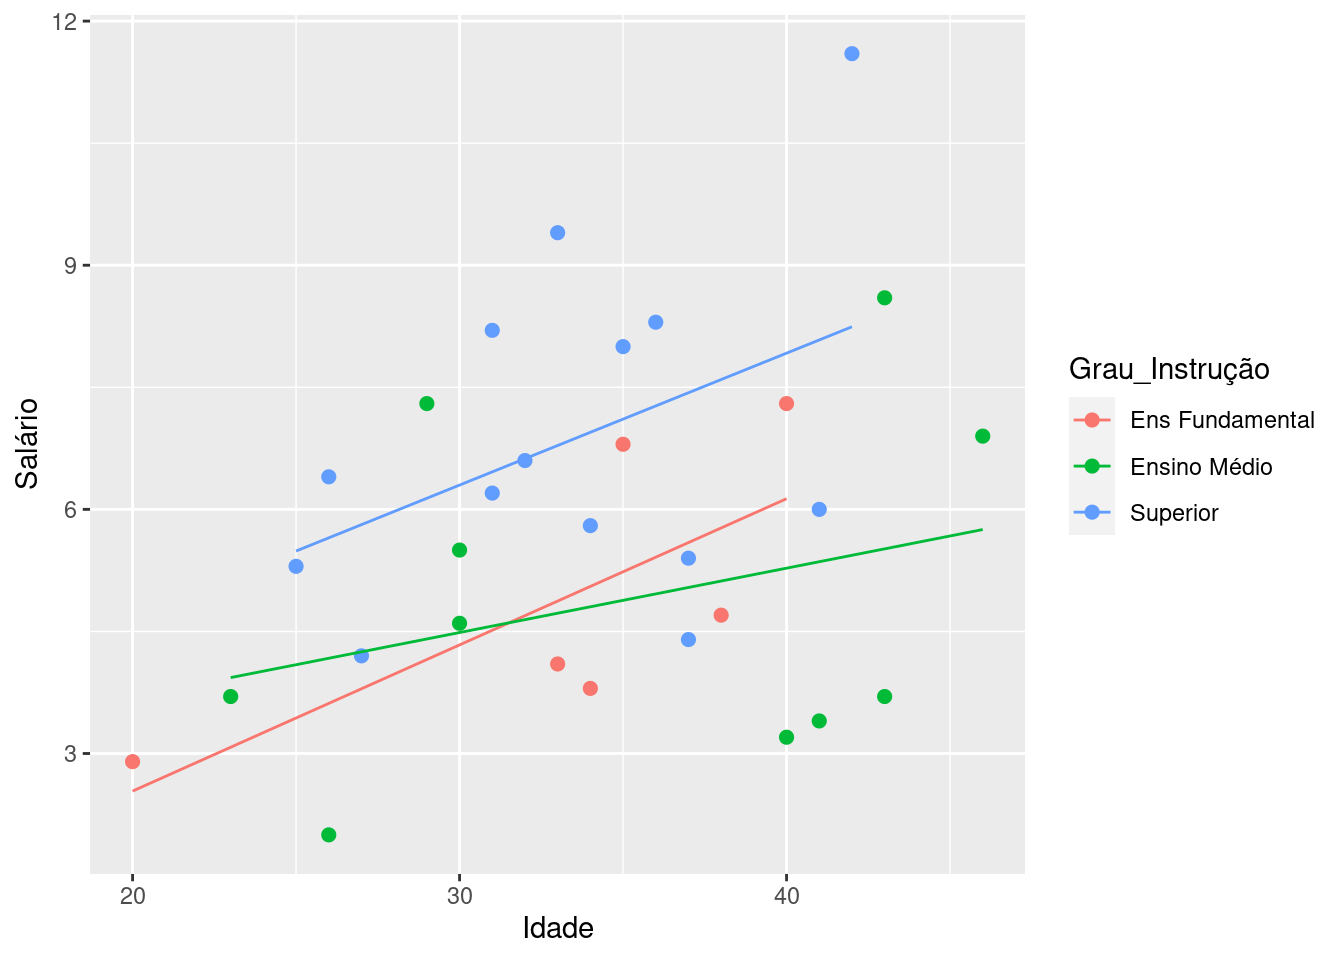 12
9
6
3
Salário
20 30 40
Idade
Grau_Instrução
Ens Fundamental
Ensino Médio
Superior